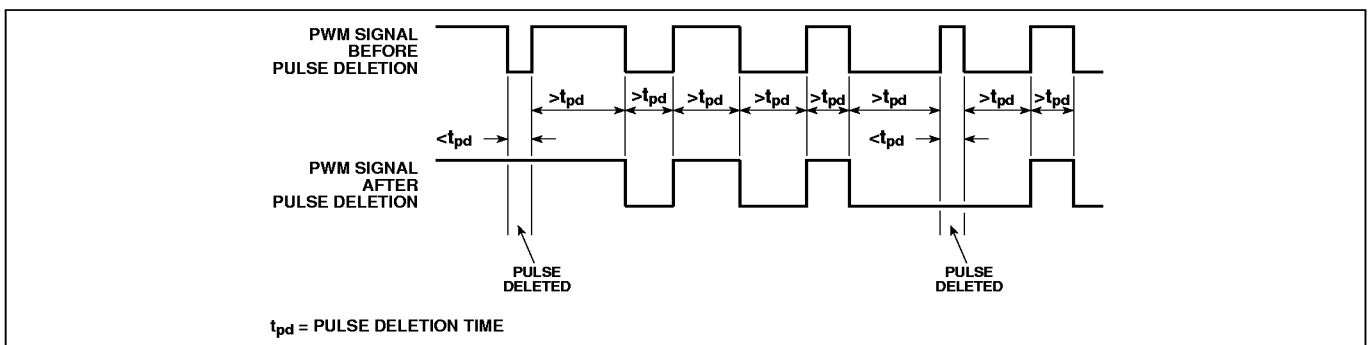 PWM SIGNAL
BEFORE
PULSE DELETION
>tpd >tpd >tpd >tpd >tpd >tpd >tpd >tpd
<tpd <tpd
PWM SIGNAL
AFTER
PULSE DELETION
PULSE
DELETED
PULSE
DELETED
tpd = PULSE DELETION TIME